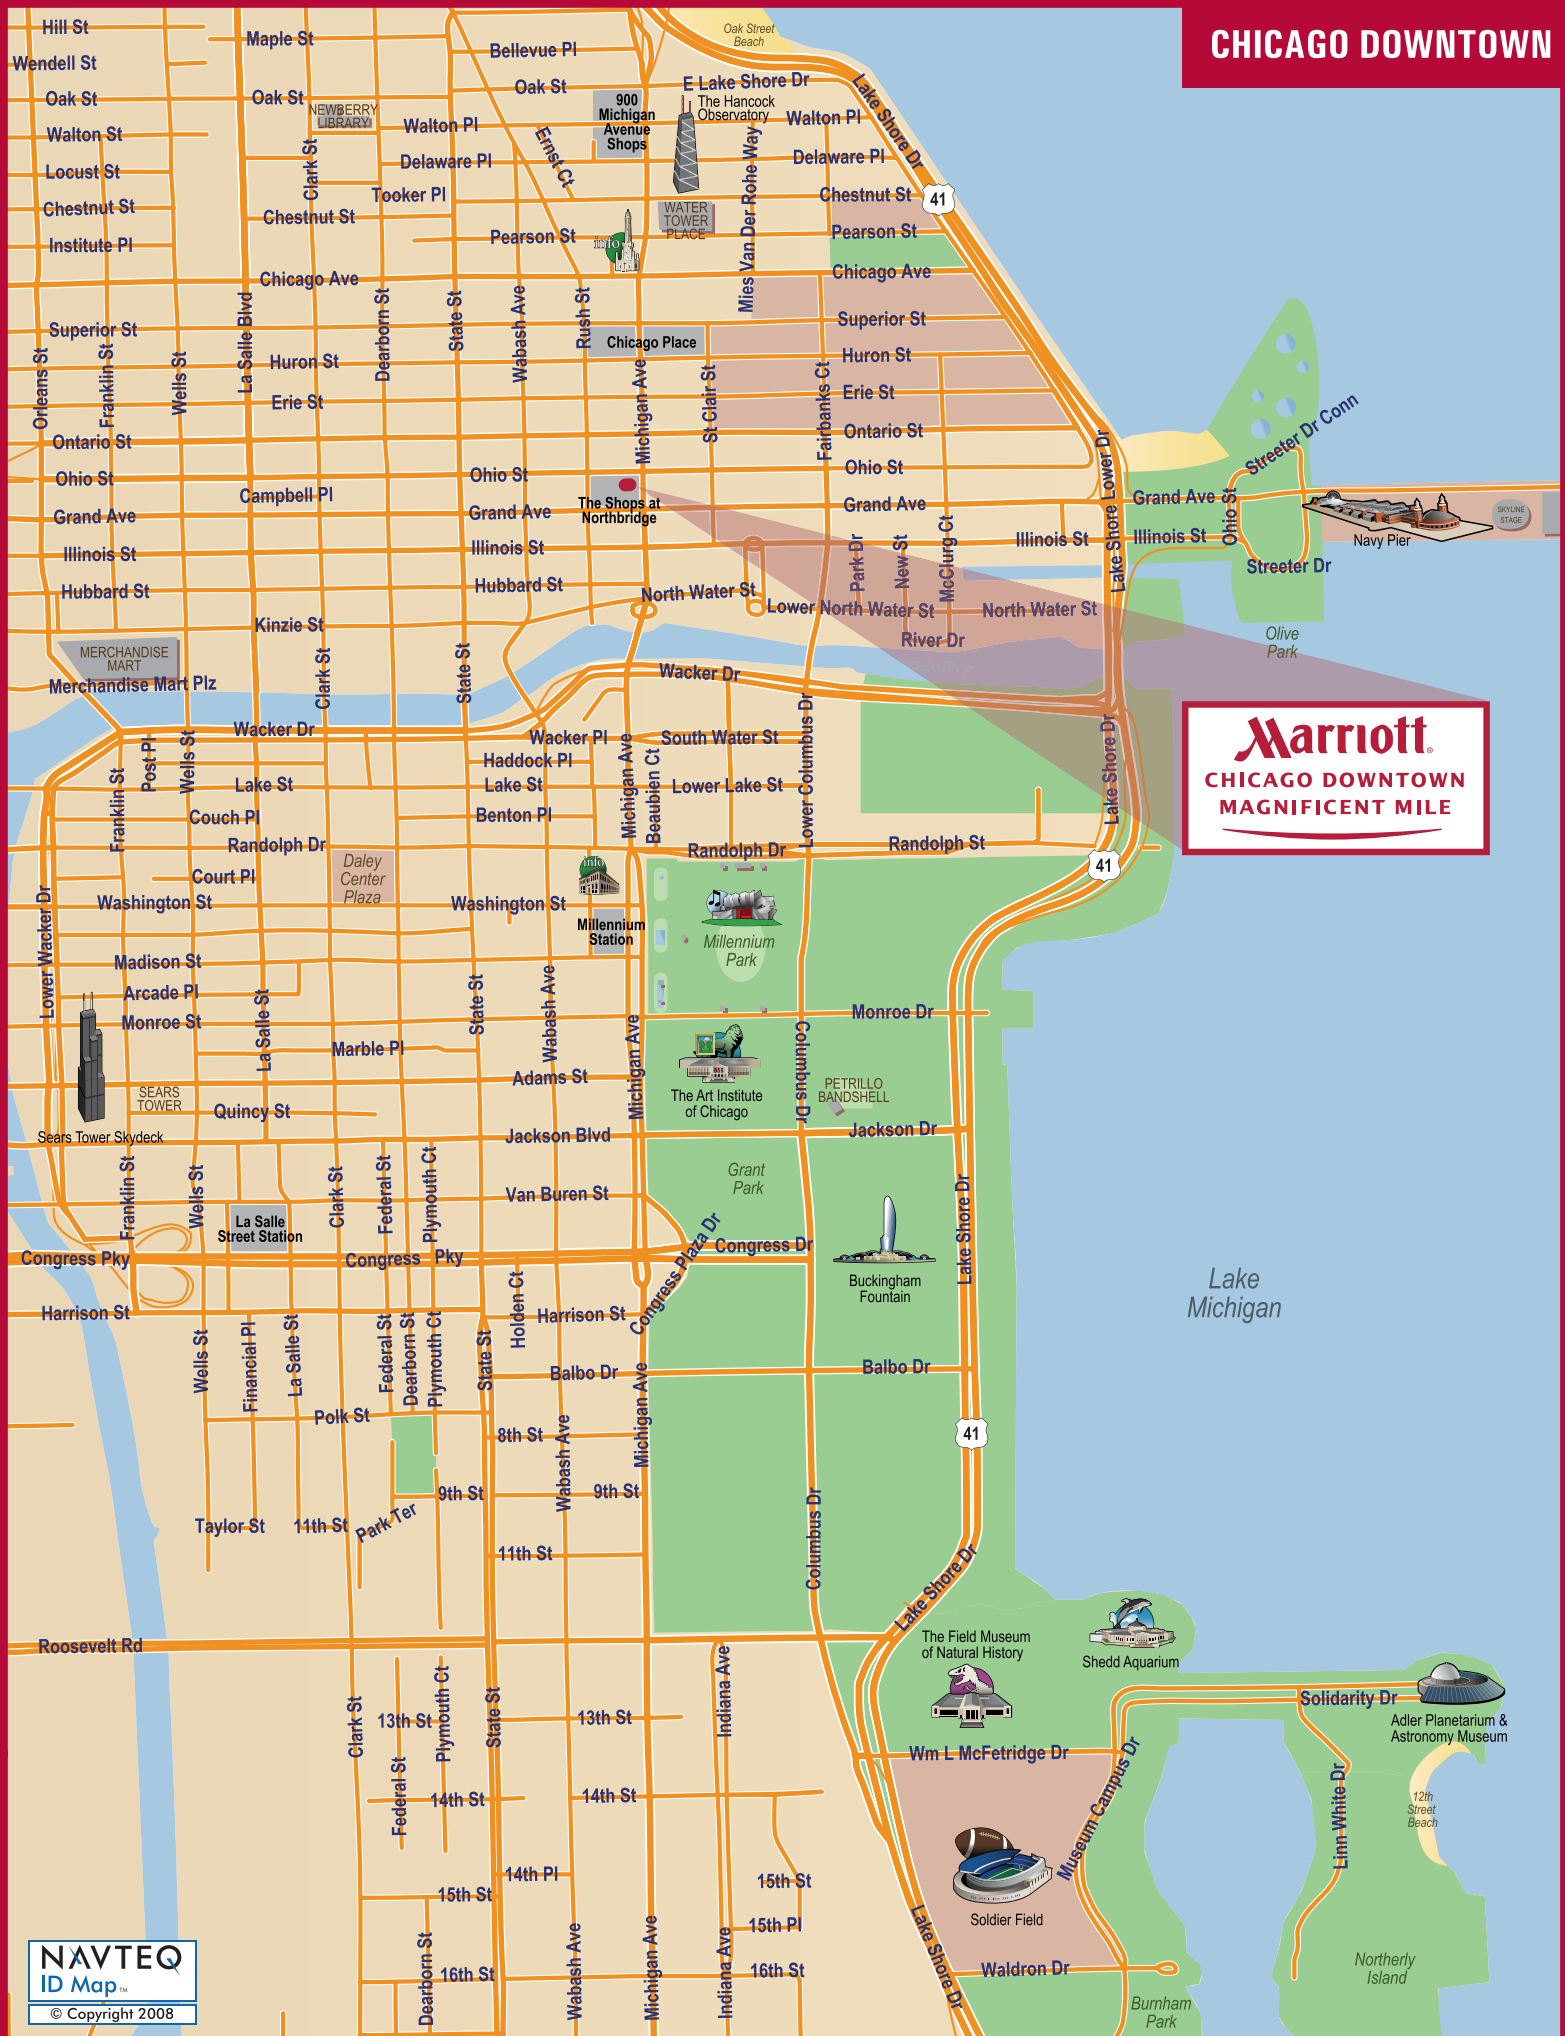 CHICAGO DOWNTOWN
Oak Street
Beach
Hill St
Maple St
Bellevue Pl
Wendell St
Oak St
Oak St
Oak St
E Lake Shore Dr
Lake Shore Dr
900
Michigan
Avenue
Shops
The Hancock
Observatory
NEWBERRY
LIBRARY
Walton St
Walton Pl
Walton Pl
Ernst Ct
Mies Van Der Rohe Way
Locust St
Clark St
Delaware Pl
Delaware Pl
Tooker Pl
Chestnut St
Chestnut St
Chestnut St
41
WATER
TOWER
PLACE
Institute Pl
Pearson St
info
Pearson St
Chicago Ave
Chicago Ave
Superior St
Superior St
Orleans St
Franklin St
Wells St
La Salle Blvd
Dearborn St
State St
Wabash Ave
Rush St
Chicago Place
Huron St
Huron St
Michigan Ave
St Clair St
Fairbanks Ct
Erie St
Erie St
Ontario St
Ontario St
Lake Shore Lower Dr
Streeter Dr Conn
Ohio St
Ohio St
Ohio St
Campbell Pl
The Shops at
Northbridge
Grand Ave
Grand Ave
Grand Ave
Grand Ave
Ohio St
SKYLINE
STAGE
Navy Pier
Illinois St
Illinois St
Illinois St
Illinois St
Park Dr
New St
McClurg Ct
Streeter Dr
Hubbard St
Hubbard St
North Water St
Lower North Water St
North Water St
Kinzie St
River Dr
Olive
Park
MERCHANDISE
MART
Merchandise Mart Plz
Clark St
State St
Wacker Dr
Marriott
®
CHICAGO DOWNTOWN
MAGNIFICENT MILE
Wacker Dr
Wacker Pl
South Water St
Lower Columbus Dr
Lake Shore Dr
Post Pl
Wells St
Franklin St
Haddock Pl
Michigan Ave
Beaubien Ct
Lake St
Lake St
Lower Lake St
Couch Pl
Benton Pl
Randolph Dr
Randolph Dr
Randolph St
41
Daley
Center
Plaza
info
Court Pl
Washington St
Washington St
Millennium
Station
Millennium
Park
Lower Wacker Dr
Madison St
Arcade Pl
Monroe St
Monroe Dr
La Salle St
State St
Wabash Ave
Michigan Ave
Columbus Dr
Marble Pl
Adams St
The Art Institute
of Chicago
PETRILLO
BANDSHELL
SEARS
TOWER
Quincy St
Sears Tower Skydeck
Jackson Blvd
Jackson Dr
Grant
Park
Franklin St
Wells St
Clark St
Federal St
Plymouth Ct
Van Buren St
Lake Shore Dr
La Salle
Street Station
Congress Plaza Dr
Congress Dr
Congress Pky
Congress Pky
Buckingham
Fountain
Lake
Michigan
Harrison St
Holden Ct
Harrison St
Wells St
Financial Pl
La Salle St
Federal St
Dearborn St
Plymouth Ct
State St
Balbo Dr
Balbo Dr
Michigan Ave
Polk St
8th St
Wabash Ave
41
9th St
9th St
Columbus Dr
Taylor St
11th St
Park Ter
11th St
Lake Shore Dr
Roosevelt Rd
The Field Museum
of Natural History
Shedd Aquarium
Clark St
Plymouth Ct
State St
Indiana Ave
Solidarity Dr
Adler Planetarium &
Astronomy Museum
13th St
13th St
Wm L McFetridge Dr
Museum Campus Dr
Federal St
14th St
14th St
Linn White Dr
12th
Street
Beach
14th Pl
15th St
15th St
Soldier Field
Lake Shore Dr
15th Pl
Dearborn St
Wabash Ave
Michigan Ave
Indiana Ave
16th St
16th St
Waldron Dr
Northerly
Island
Burnham
Park
NAVTEQ
ID Map™
© Copyright 2008